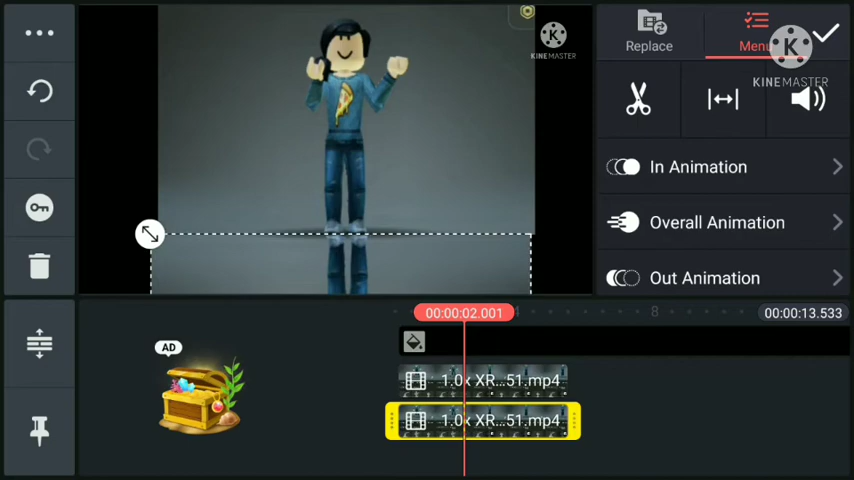 Replace
Menu
K
KINEMASTER
K
KINEMASTER
In Animation
Overall Animation
Out Animation
00:00:02.001
8
00:00:13.533
AD
1.0x XR...51.mp4
1.0x XR...51.mp4